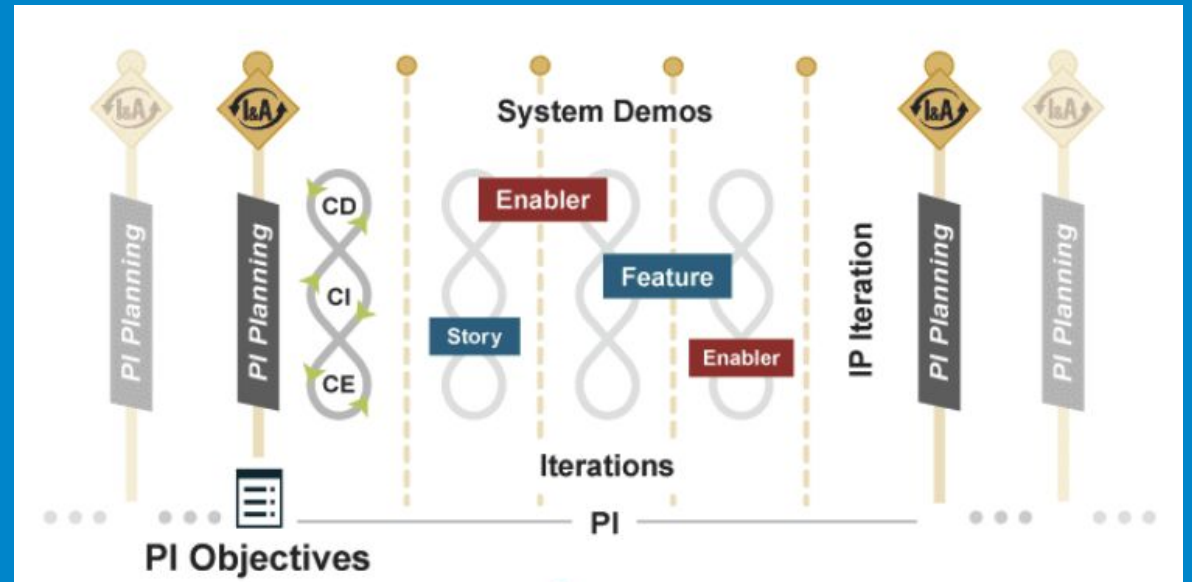 I&A
I&A
I&A
I&A
System Demos
PI Planning
PI Planning
CD
CI
CE
Enabler
Feature
Story
Enabler
IP Iteration
PI Planning
PI Planning
Iterations
PI
PI Objectives